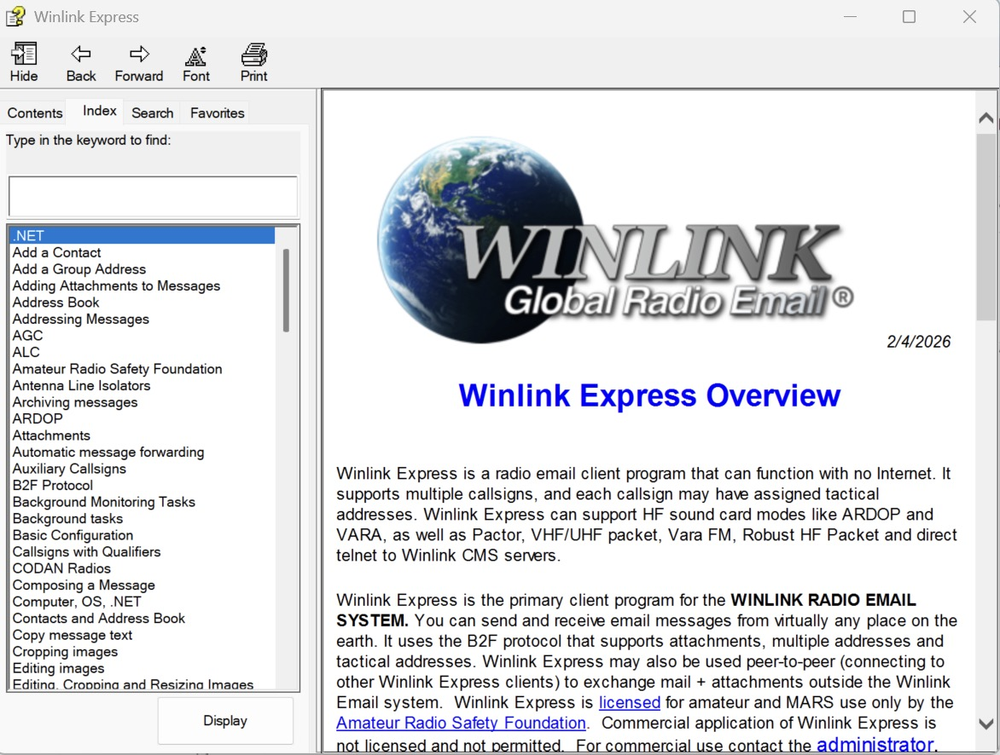 Winlink Express
Hide Back Forward Font Print
Contents Index Search Favorites
Type in the keyword to find:
.NET
Add a Contact
Add a Group Address
Adding Attachments to Messages
Address Book
Addressing Messages
AGC
ALC
Amateur Radio Safety Foundation
Antenna Line Isolators
Archiving messages
ARDOP
Attachments
Automatic message forwarding
Auxiliary Callsigns
B2F Protocol
Background Monitoring Tasks
Background tasks
Basic Configuration
Callsigns with Qualifiers
CODAN Radios
Composing a Message
Computer, OS, .NET
Contacts and Address Book
Copy message text
Cropping images
Editing images
Editing, Cropping and Resizing Images
Display
WINLINK
Global Radio Email ®
2/4/2026
Winlink Express Overview
Winlink Express is a radio email client program that can function with no Internet. It
supports multiple callsigns, and each callsign may have assigned tactical
addresses. Winlink Express can support HF sound card modes like ARDOP and
VARA, as well as Pactor, VHF/UHF packet, Vara FM, Robust HF Packet and direct
telnet to Winlink CMS servers.
Winlink Express is the primary client program for the WINLINK RADIO EMAIL
SYSTEM. You can send and receive email messages from virtually any place on the
earth. It uses the B2F protocol that supports attachments, multiple addresses and
tactical addresses. Winlink Express may also be used peer-to-peer (connecting to
other Winlink Express clients) to exchange mail + attachments outside the Winlink
Email system. Winlink Express is licensed for amateur and MARS use only by the
Amateur Radio Safety Foundation. Commercial application of Winlink Express is
not licensed and not permitted. For commercial use contact the administrator.